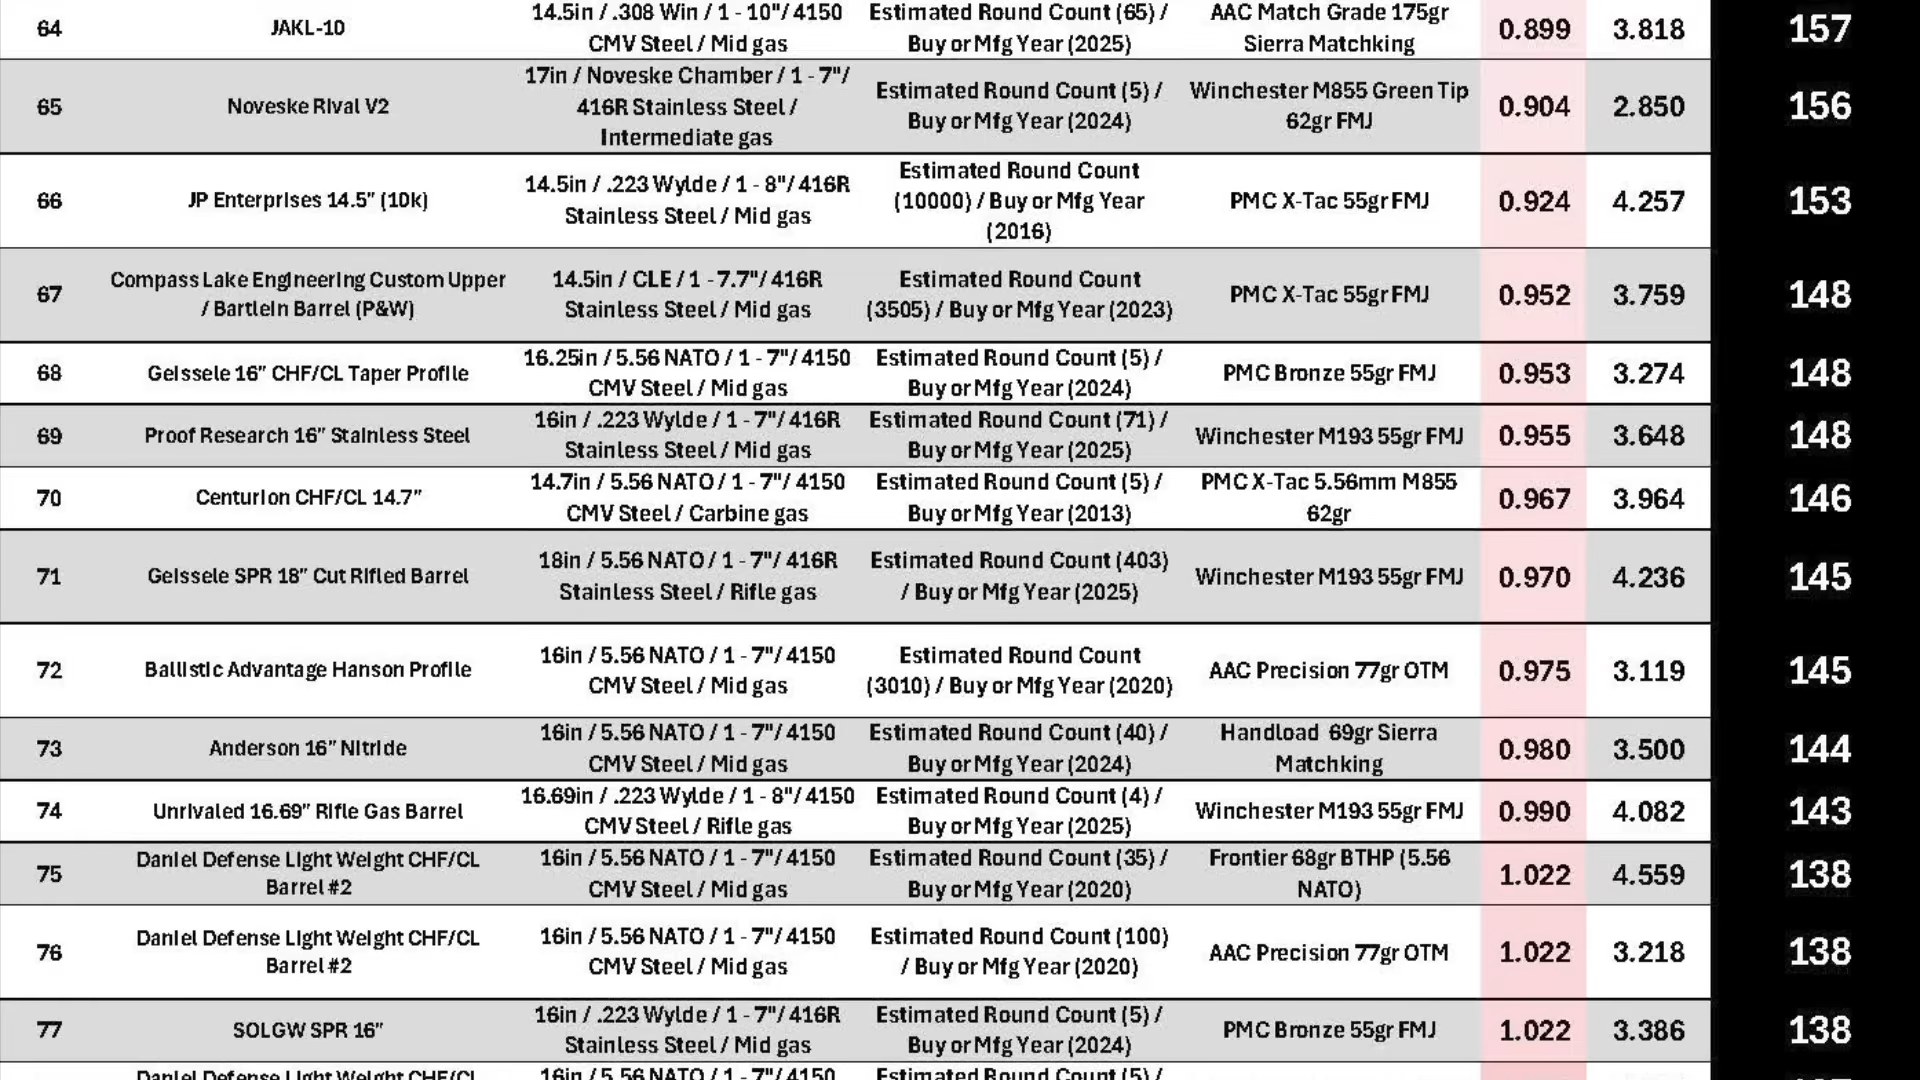 64
JAKL-10
14.5in / .308 Win / 1 - 10"/ 4150
CMV Steel / Mid gas
Estimated Round Count (65) /
Buy or Mfg Year (2025)
AAC Match Grade 175gr
Sierra Matchking
0.899
3.818
157
65
Noveske Rival V2
17in / Noveske Chamber / 1 - 7"/
416R Stainless Steel /
Intermediate gas
Estimated Round Count (5) /
Buy or Mfg Year (2024)
Winchester M855 Green Tip
62gr FMJ
0.904
2.850
156
66
JP Enterprises 14.5" (10k)
14.5in / .223 Wylde / 1 - 8"/ 416R
Stainless Steel / Mid gas
Estimated Round Count
(10000) / Buy or Mfg Year
(2016)
PMC X-Tac 55gr FMJ
0.924
4.257
153
67
Compass Lake Engineering Custom Upper
/ Bartlein Barrel (P&W)
14.5in / CLE / 1 - 7.7"/ 416R
Stainless Steel / Mid gas
Estimated Round Count
(3505) / Buy or Mfg Year (2023)
PMC X-Tac 55gr FMJ
0.952
3.759
148
68
Geissele 16" CHF/CL Taper Profile
16.25in / 5.56 NATO / 1 - 7"/ 4150
CMV Steel / Mid gas
Estimated Round Count (5) /
Buy or Mfg Year (2024)
PMC Bronze 55gr FMJ
0.953
3.274
148
69
Proof Research 16" Stainless Steel
16in / .223 Wylde / 1 - 7"/ 416R
Stainless Steel / Mid gas
Estimated Round Count (71) /
Buy or Mfg Year (2025)
Winchester M193 55gr FMJ
0.955
3.648
148
70
Centurion CHF/CL 14.7"
14.7in / 5.56 NATO / 1 - 7"/ 4150
CMV Steel / Carbine gas
Estimated Round Count (5) /
Buy or Mfg Year (2013)
PMC X-Tac 5.56mm M855
62gr
0.967
3.964
146
71
Geissele SPR 18" Cut Rifled Barrel
18in / 5.56 NATO / 1 - 7"/ 416R
Stainless Steel / Rifle gas
Estimated Round Count (403)
/ Buy or Mfg Year (2025)
Winchester M193 55gr FMJ
0.970
4.236
145
72
Ballistic Advantage Hanson Profile
16in / 5.56 NATO / 1 - 7"/ 4150
CMV Steel / Mid gas
Estimated Round Count
(3010) / Buy or Mfg Year (2020)
AAC Precision 77gr OTM
0.975
3.119
145
73
Anderson 16" Nitride
16in / 5.56 NATO / 1 - 7"/ 4150
CMV Steel / Mid gas
Estimated Round Count (40) /
Buy or Mfg Year (2024)
Handload 69gr Sierra
Matchking
0.980
3.500
144
74
Unrivaled 16.69" Rifle Gas Barrel
16.69in / .223 Wylde / 1 - 8"/ 4150
CMV Steel / Rifle gas
Estimated Round Count (4) /
Buy or Mfg Year (2025)
Winchester M193 55gr FMJ
0.990
4.082
143
75
Daniel Defense Light Weight CHF/CL
Barrel #2
16in / 5.56 NATO / 1 - 7"/ 4150
CMV Steel / Mid gas
Estimated Round Count (35) /
Buy or Mfg Year (2020)
Frontier 68gr BTHP (5.56
NATO)
1.022
4.559
138
76
Daniel Defense Light Weight CHF/CL
Barrel #2
16in / 5.56 NATO / 1 - 7"/ 4150
CMV Steel / Mid gas
Estimated Round Count (100)
/ Buy or Mfg Year (2020)
AAC Precision 77gr OTM
1.022
3.218
138
77
SOLGW SPR 16"
16in / .223 Wylde / 1 - 7"/ 416R
Stainless Steel / Mid gas
Estimated Round Count (5) /
Buy or Mfg Year (2024)
PMC Bronze 55gr FMJ
1.022
3.386
138
Daniel Defense Light Weight CHF/CL
16in / 5.56 NATO / 1 - 7"/ 4150
Estimated Round Count (5) /